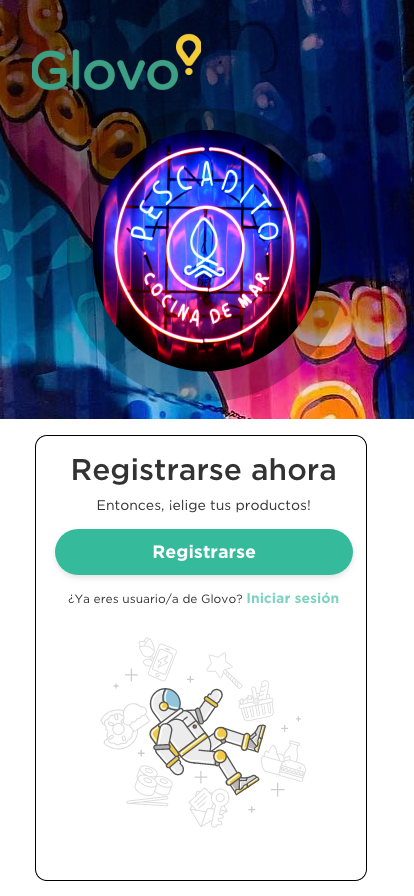 Glovo
PESCADITO
COCINA DE MAR
Registrarse ahora
Entonces, ¡elige tus productos!
Registrarse
¿Ya eres usuario/a de Glovo? Iniciar sesión